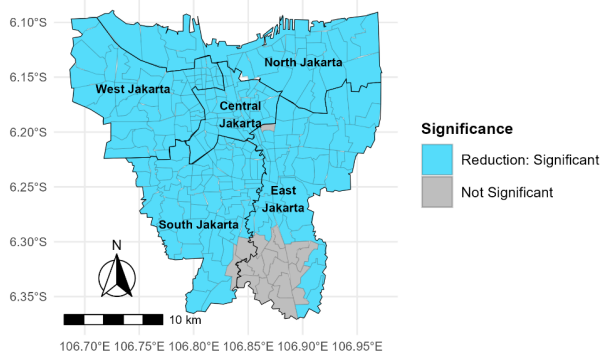 6.10°S
6.15°S
6.20°S
6.25°S
6.30°S
6.35°S
North Jakarta
West Jakarta
Central
Jakarta
East
Jakarta
South Jakarta
N
10 km
106.70°E 106.75°E 106.80°E 106.85°E 106.90°E 106.95°E
Significance
Reduction: Significant
Not Significant